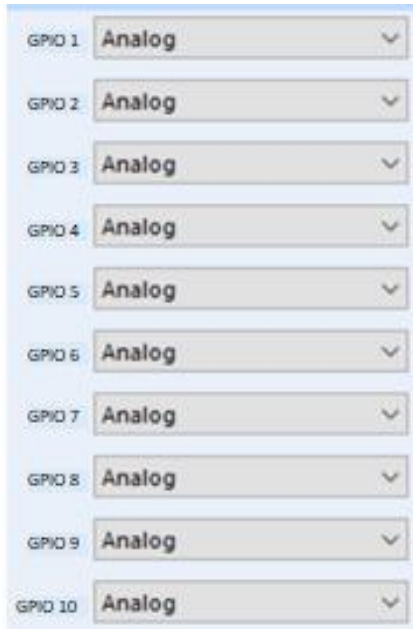 GPIO 1 Analog
GPIO 2 Analog
GPIO 3 Analog
GPIO 4 Analog
GPIO 5 Analog
GPIO 6 Analog
GPIO 7 Analog
GPIO 8 Analog
GPIO 9 Analog
GPIO 10 Analog